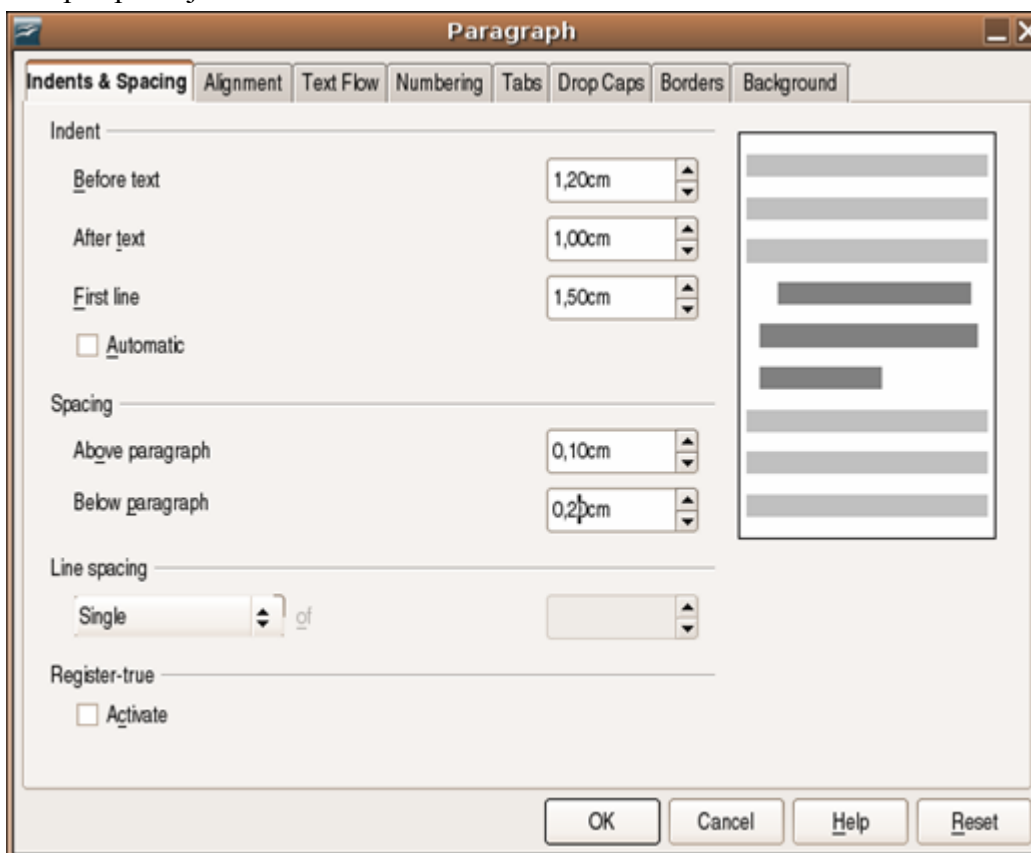 Paragraph
Indents & Spacing Alignment Text Flow Numbering Tabs Drop Caps Borders Background
Indent
Before text 1,20cm
After text 1,00cm
First line 1,50cm
Automatic
Spacing
Above paragraph 0,10cm
Below paragraph 0,20cm
Line spacing
Single of
Register-true
Activate
OK Cancel Help Reset